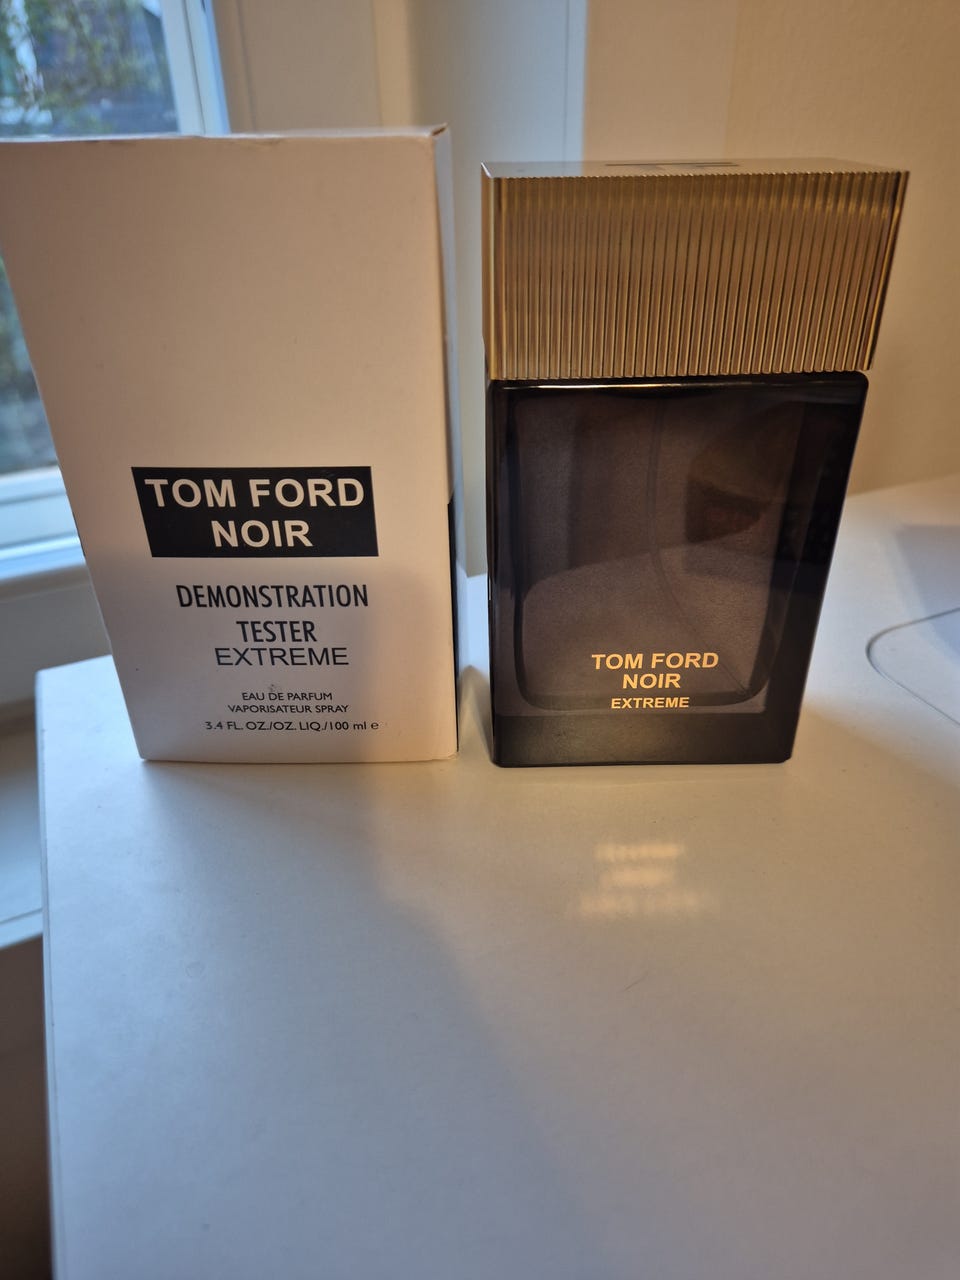 TOM FORD
NOIR
DEMONSTRATION
TESTER
EXTREME
EAU DE PARFUM
VAPORISATEUR SPRAY
3.4 FL. OZ./OZ. LIQ./100 ml e
TOM FORD
NOIR
EXTREME